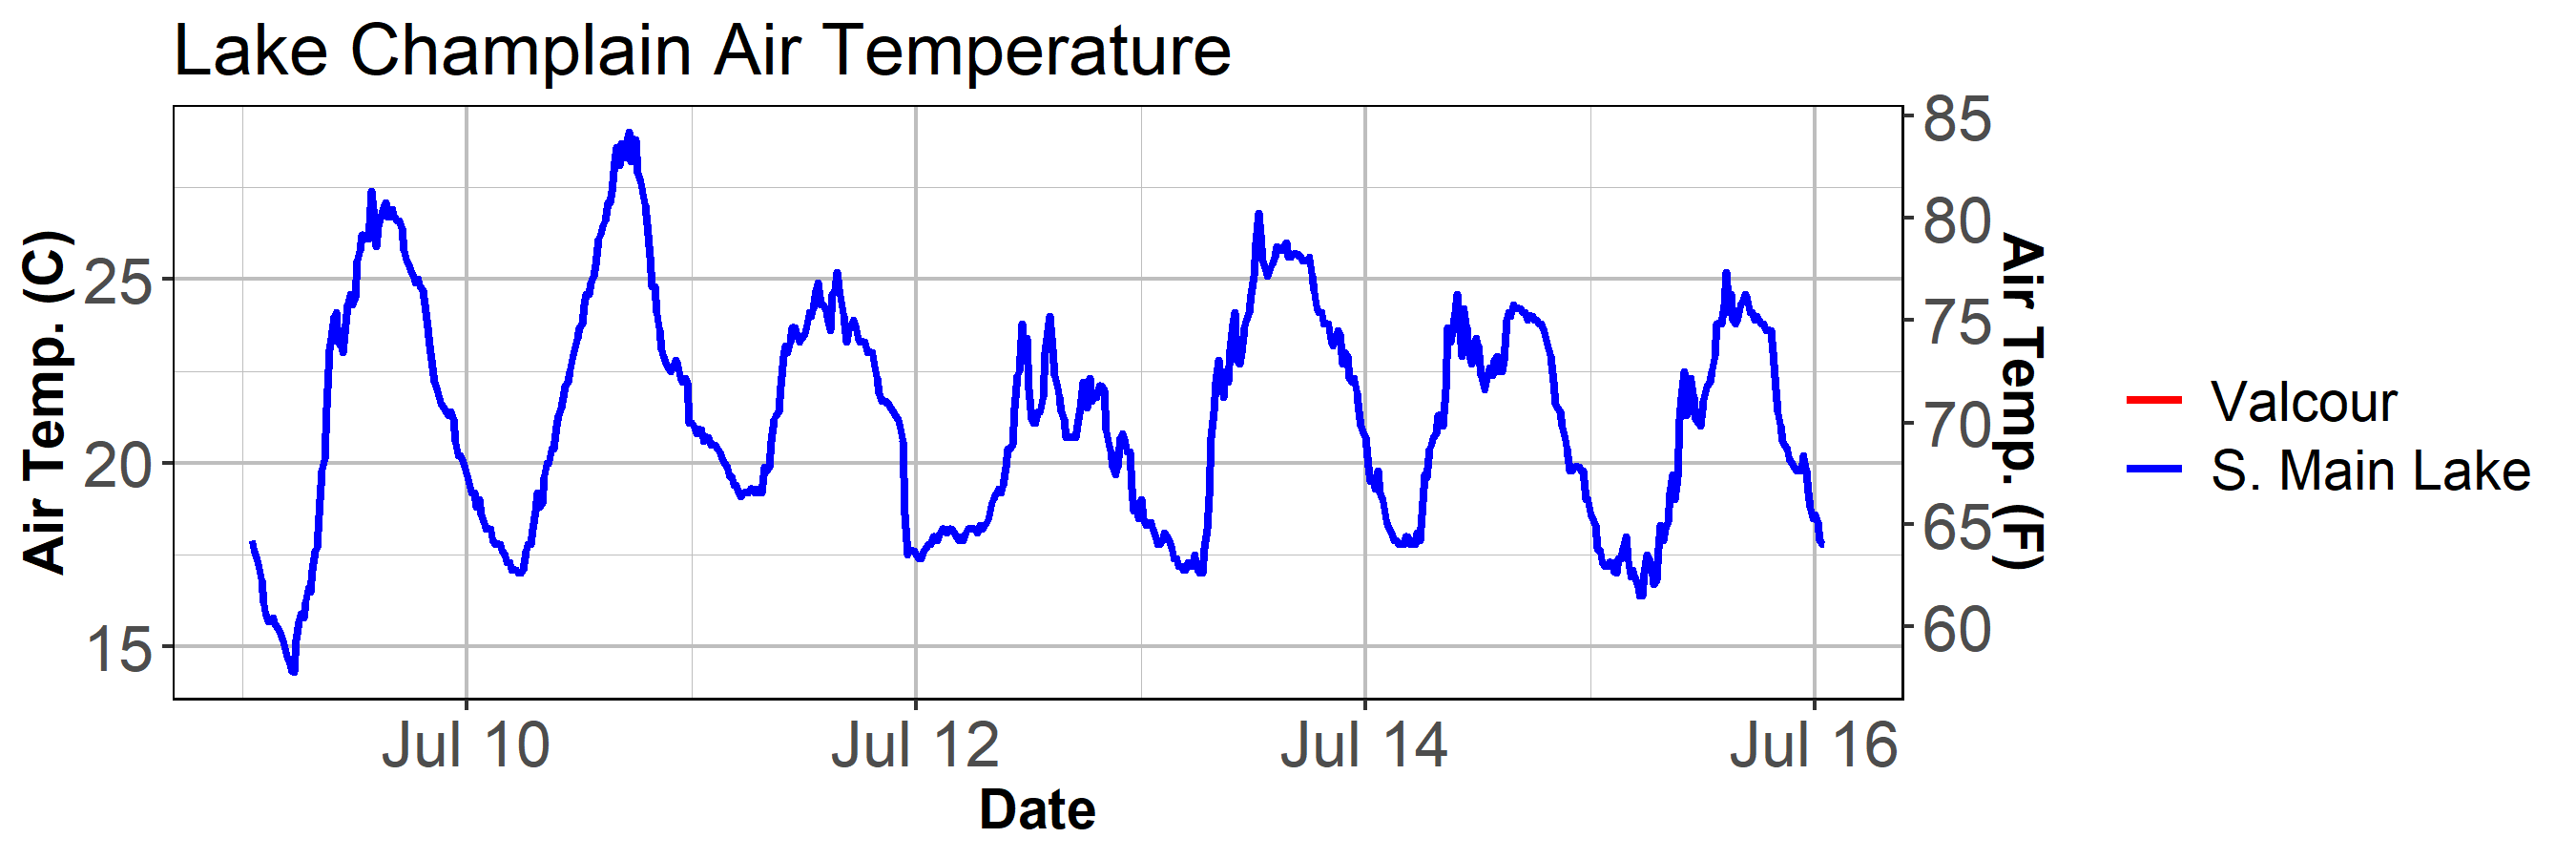 Lake Champlain Air Temperature
Air Temp. (C)
25
20
15
85
80
75
70
65
60
Air Temp. (F)
Jul 10
Jul 12
Jul 14
Jul 16
Date
Valcour
S. Main Lake